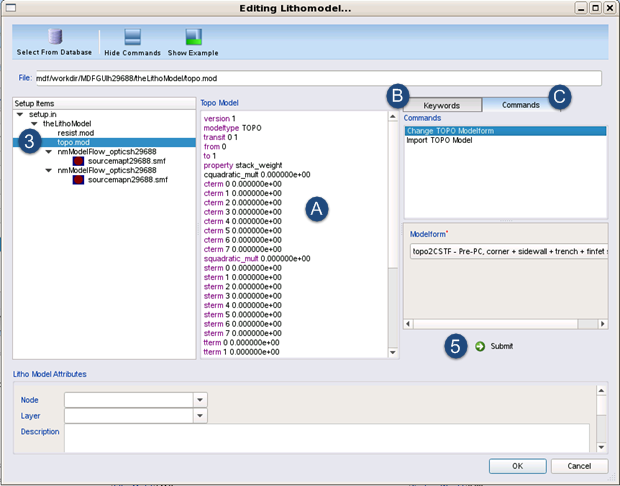 Editing Lithomodel...
Select From Database
Hide Commands
Show Example
File: mdf/workdir/MDFGUIh29688/theLithoModel/topo.mod
Setup Items
setup.in
theLithoModel
resist.mod
3
topo.mod
nmModelFlow_opticsh29688
sourcemapt29688.smf
nmModelFlow_opticsh29688
sourcemapn29688.smf
Topo Model
version 1
modeltype TOPO
transit 0 1
from 0
to 1
property stack_weight
cquadratic_mult 0.000000e+00
cterm 0 0.000000e+00
cterm 1 0.000000e+00
cterm 2 0.000000e+00
cterm 3 0.000000e+00
cterm 4 0.000000e+00
cterm 5 0.000000e+00
cterm 6 0.000000e+00
cterm 7 0.000000e+00
squadratic_mult 0.000000e+00
sterm 0 0.000000e+00
sterm 1 0.000000e+00
sterm 2 0.000000e+00
sterm 3 0.000000e+00
sterm 4 0.000000e+00
sterm 5 0.000000e+00
sterm 6 0.000000e+00
sterm 7 0.000000e+00
tterm 0 0.000000e+00
tterm 1 0.000000e+00
A
B
C
Keywords
Commands
Commands
Change TOPO Modelform
Import TOPO Model
Modelform*
topo2CSTF - Pre-PC, corner + sidewall + trench + finfet s
5
Submit
Litho Model Attributes
Node
Layer
Description
OK
Cancel